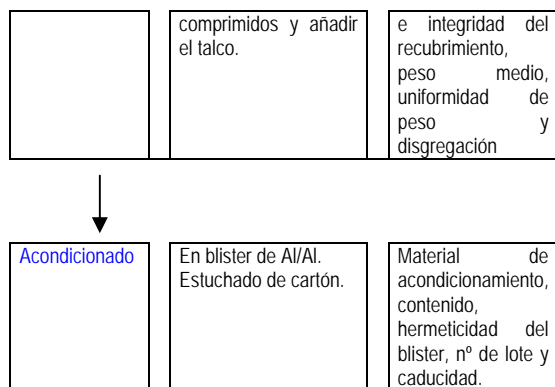 comprimidos y añadir
el talco.
e integridad del
recubrimiento,
peso medio,
uniformidad de
peso y
disgregación
Acondicionado
En blister de Al/Al.
Estuchado de cartón.
Material de
acondicionamiento,
contenido,
hermeticidad del
blister, nº de lote y
caducidad.